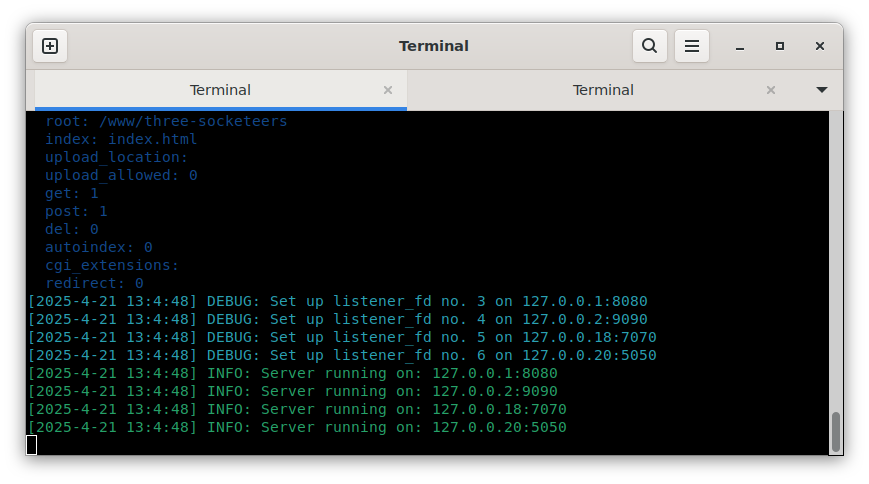 Terminal
Terminal
Terminal
root: /www/three-socketeers
index: index.html
upload_location:
upload_allowed: 0
get: 1
post: 1
del: 0
autoindex: 0
cgi_extensions:
redirect: 0
[2025-4-21 13:4:48] DEBUG: Set up listener_fd no. 3 on 127.0.0.1:8080
[2025-4-21 13:4:48] DEBUG: Set up listener_fd no. 4 on 127.0.0.2:9090
[2025-4-21 13:4:48] DEBUG: Set up listener_fd no. 5 on 127.0.0.18:7070
[2025-4-21 13:4:48] DEBUG: Set up listener_fd no. 6 on 127.0.0.20:5050
[2025-4-21 13:4:48] INFO: Server running on: 127.0.0.1:8080
[2025-4-21 13:4:48] INFO: Server running on: 127.0.0.2:9090
[2025-4-21 13:4:48] INFO: Server running on: 127.0.0.18:7070
[2025-4-21 13:4:48] INFO: Server running on: 127.0.0.20:5050